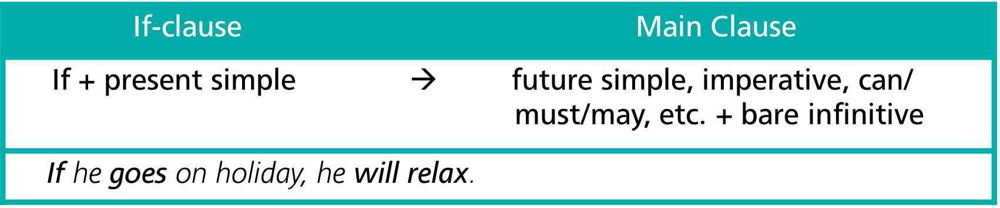 If-clause Main Clause
If + present simple → future simple, imperative, can/
must/may, etc. + bare infinitive
If he goes on holiday, he will relax.